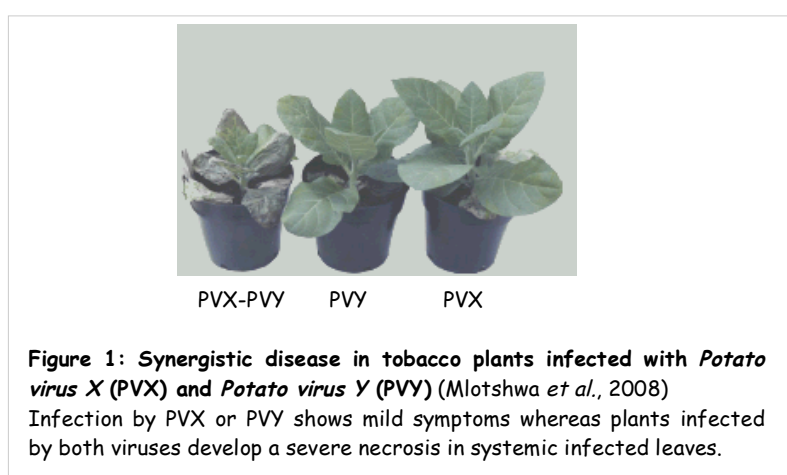 PVX-PVY PVY PVX
Figure 1: Synergistic disease in tobacco plants infected with Potato
virus X (PVX) and Potato virus Y (PVY) (Mlotshwa et al., 2008)
Infection by PVX or PVY shows mild symptoms whereas plants infected
by both viruses develop a severe necrosis in systemic infected leaves.